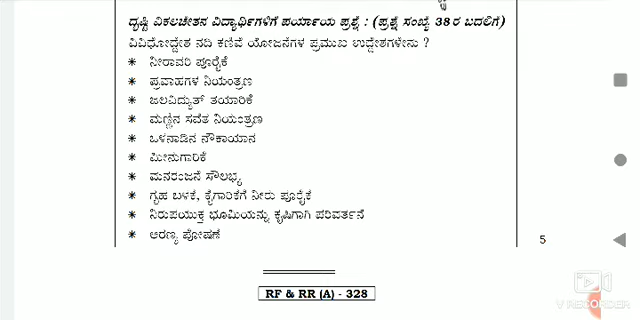 ದೃಷ್ಟಿ ವಿಕಲಚೇತನ ವಿದ್ಯಾರ್ಥಿಗಳಿಗೆ ಪರ್ಯಾಯ ಪ್ರಶ್ನೆ : (ಪ್ರಶ್ನೆ ಸಂಖ್ಯೆ 38 ರ ಬದಲಿಗೆ)
ವಿವಿಧೋದ್ದೇಶ ನದಿ ಕಣಿವೆ ಯೋಜನೆಗಳ ಪ್ರಮುಖ ಉದ್ದೇಶಗಳೇನು ?
* ನೀರಾವರಿ ಪೂರೈಕೆ
* ಪ್ರವಾಹಗಳ ನಿಯಂತ್ರಣ
* ಜಲವಿದ್ಯುತ್ ತಯಾರಿಕೆ
* ಮಣ್ಣಿನ ಸವೆತ ನಿಯಂತ್ರಣ
* ಒಳನಾಡಿನ ನೌಕಾಯಾನ
* ಮೀನುಗಾರಿಕೆ
* ಮನರಂಜನೆ ಸೌಲಭ್ಯ
* ಗೃಹ ಬಳಕೆ, ಕೈಗಾರಿಕೆಗೆ ನೀರು ಪೂರೈಕೆ
* ನಿರುಪಯುಕ್ತ ಭೂಮಿಯನ್ನು ಕೃಷಿಗಾಗಿ ಪರಿವರ್ತನೆ
* ಅರಣ್ಯ ಪೋಷಣೆ 5
RF & RR (A) - 328
V RECORDER